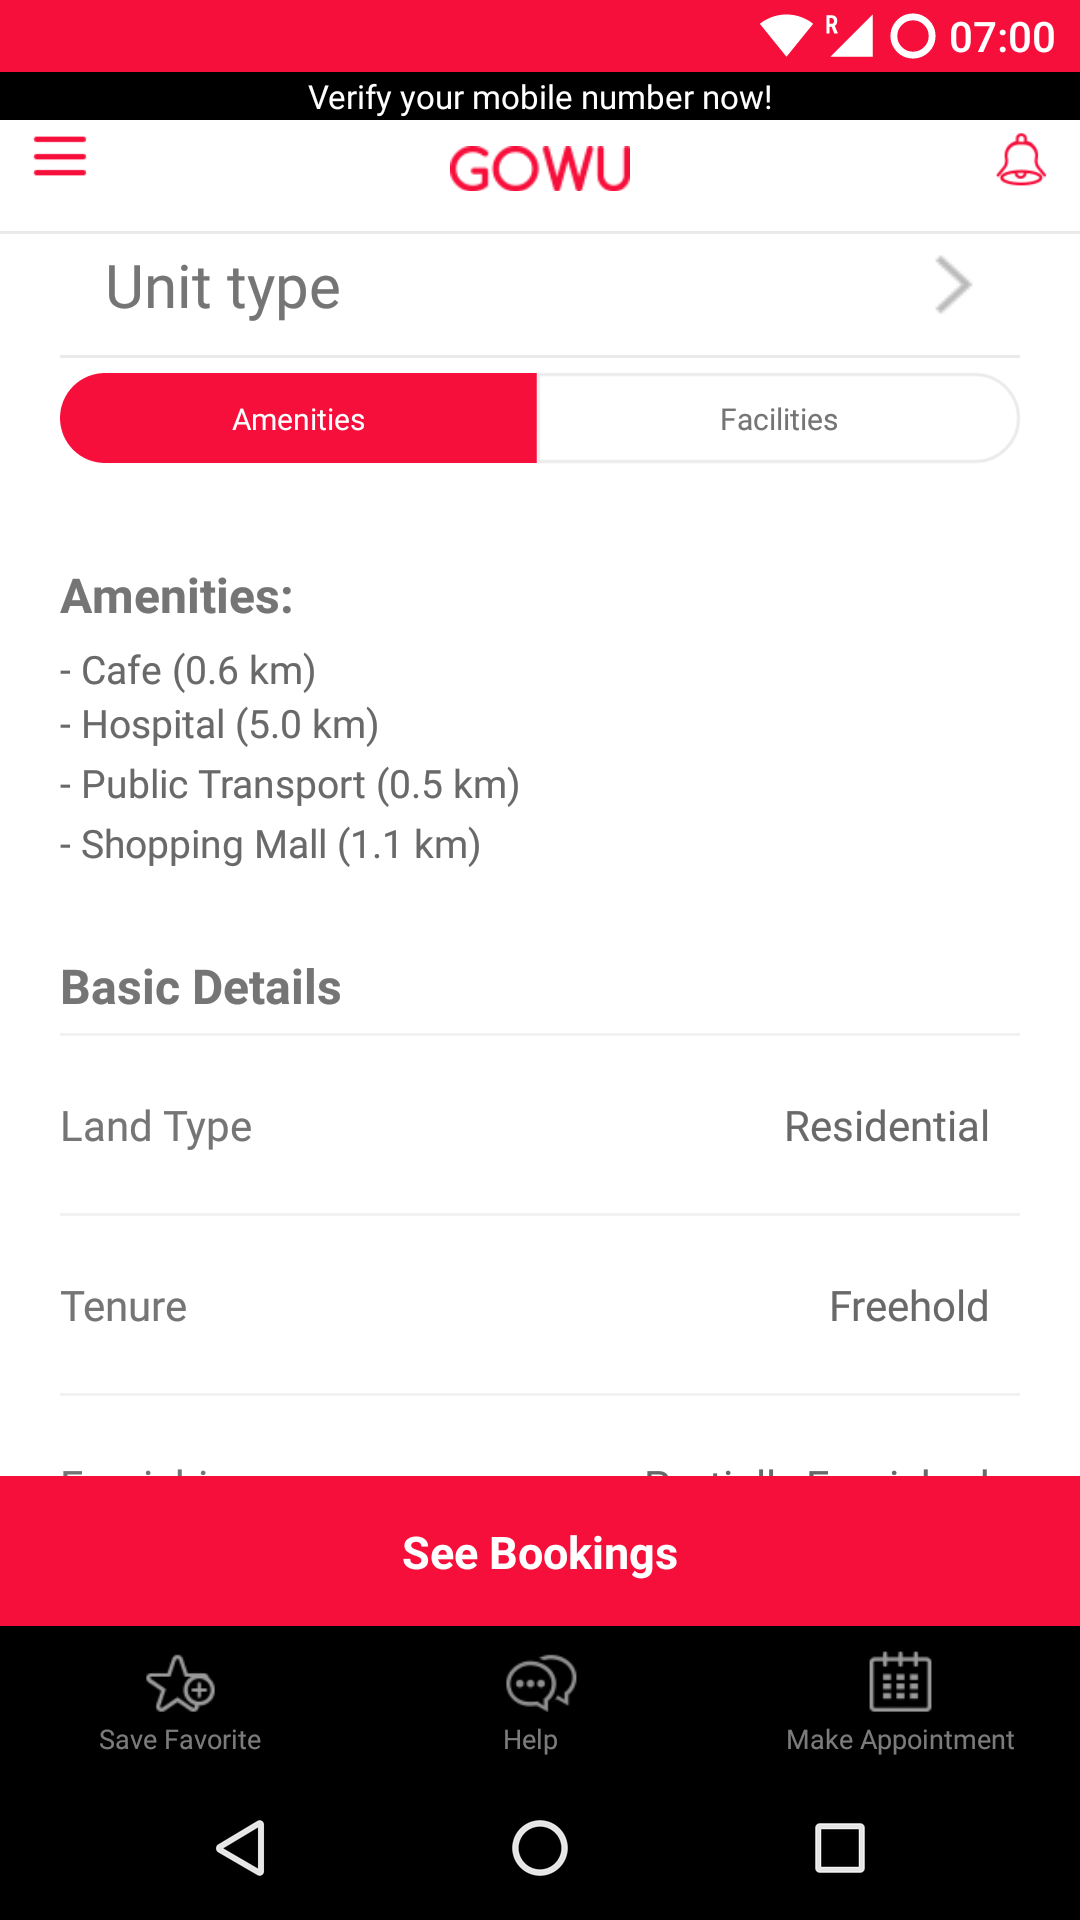 R 07:00
Verify your mobile number now!
GOWU
Unit type
Amenities
Facilities
Amenities:
- Cafe (0.6 km)
- Hospital (5.0 km)
- Public Transport (0.5 km)
- Shopping Mall (1.1 km)
Basic Details
Land Type Residential
Tenure Freehold
See Bookings
Save Favorite
Help
Make Appointment